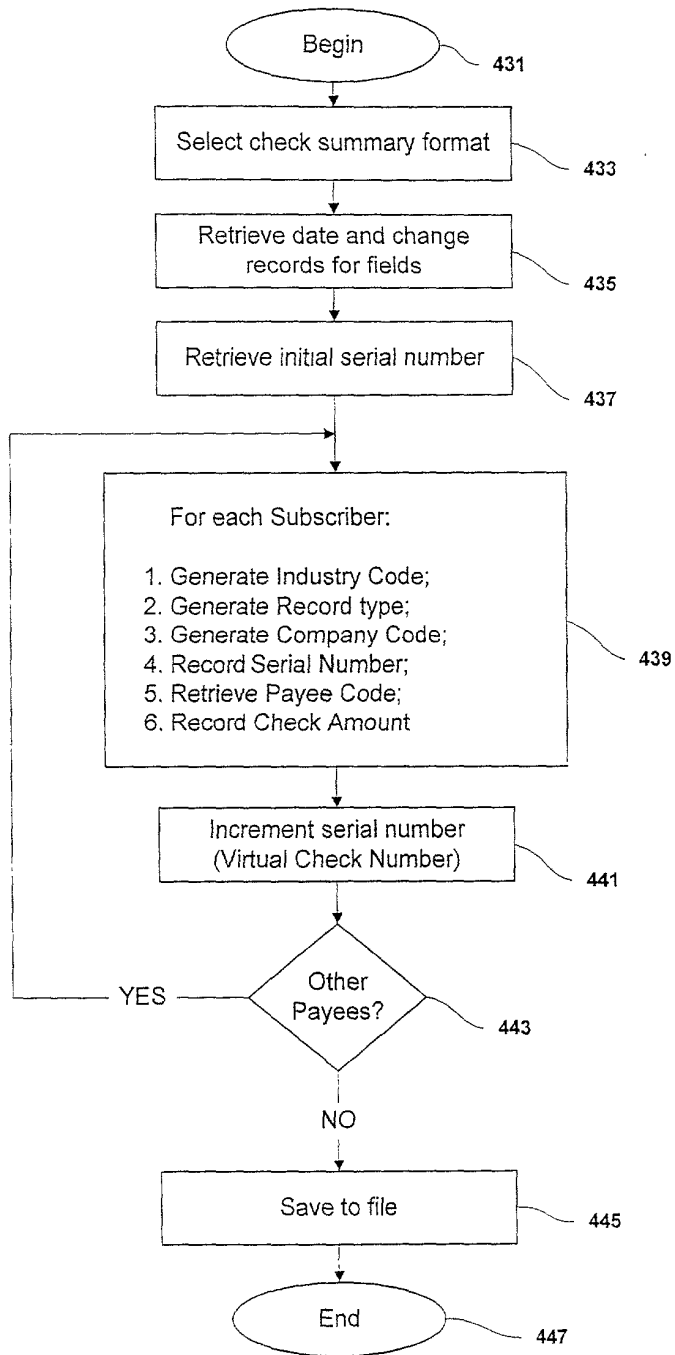 Begin
431
Select check summary format
433
Retrieve date and change
records for fields
435
Retrieve initial serial number
437
For each Subscriber:
1. Generate Industry Code;
2. Generate Record type;
3. Generate Company Code;
4. Record Serial Number;
5. Retrieve Payee Code;
6. Record Check Amount
439
Increment serial number
(Virtual Check Number)
441
Other
Payees?
443
YES
NO
Save to file
445
End
447